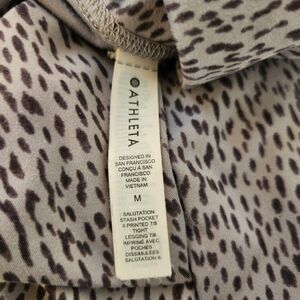 ATHLETA
DESIGNED IN
SAN FRANCISCO
CONÇU À SAN
FRANCISCO
MADE IN
VIETNAM
M
SALUTATION
STASH POCKET
II PRINTED 7/8
TIGHT
LEGGING 7/8
IMPRIMÉ AVEC
POCHES
DISSIMULÉES
SALUTATION II